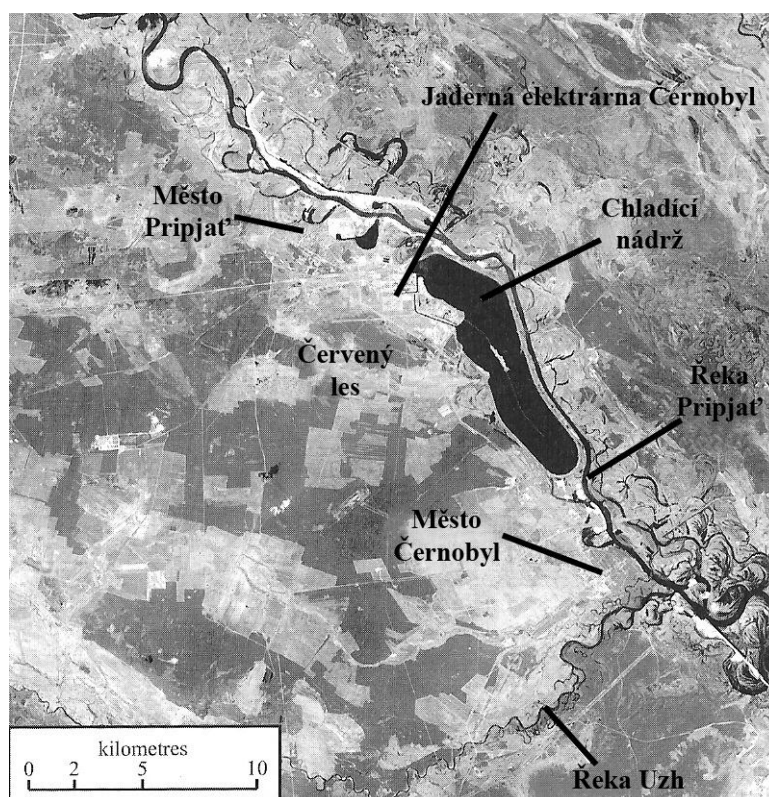 Jaderná elektrárna Černobyl
Město
Pripjať
Chladící
nádrž
Červený
les
Řeka
Pripjať
Město
Černobyl
kilometres
0 2 5 10
Řeka Uzh